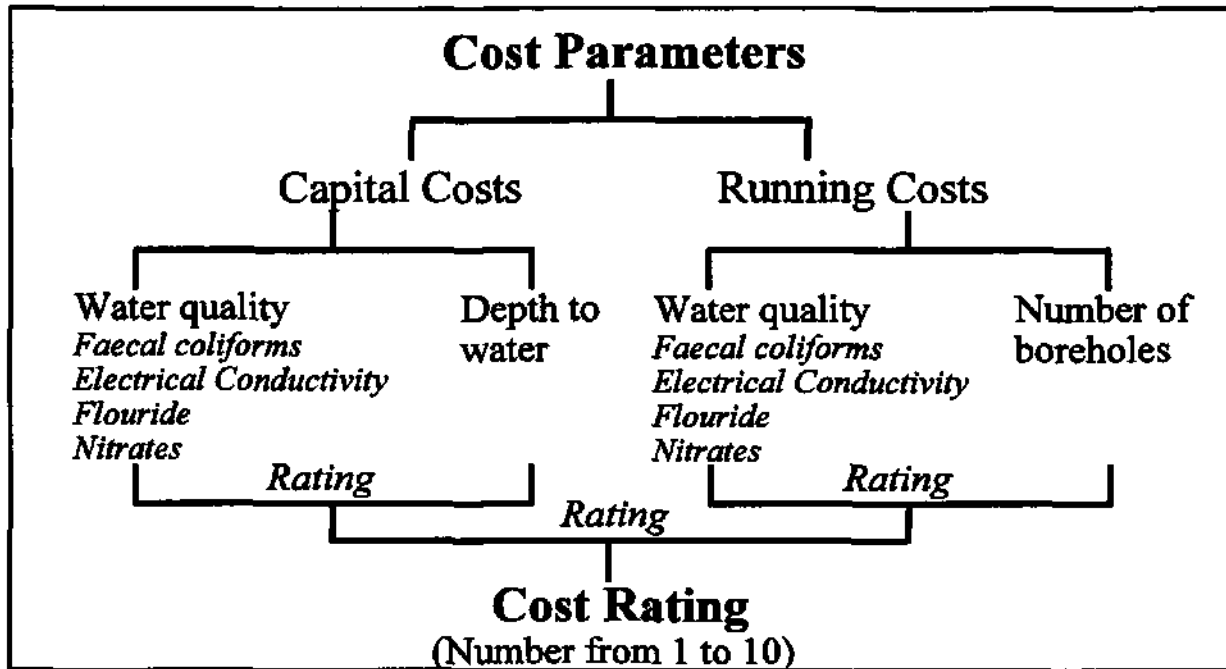 Cost Parameters
Capital Costs
Running Costs
Water quality
Faecal coliforms
Electrical Conductivity
Flouride
Nitrates
Depth to
water
Water quality
Faecal coliforms
Electrical Conductivity
Flouride
Nitrates
Number of
boreholes
Rating
Rating
Rating
Cost Rating
(Number from 1 to 10)